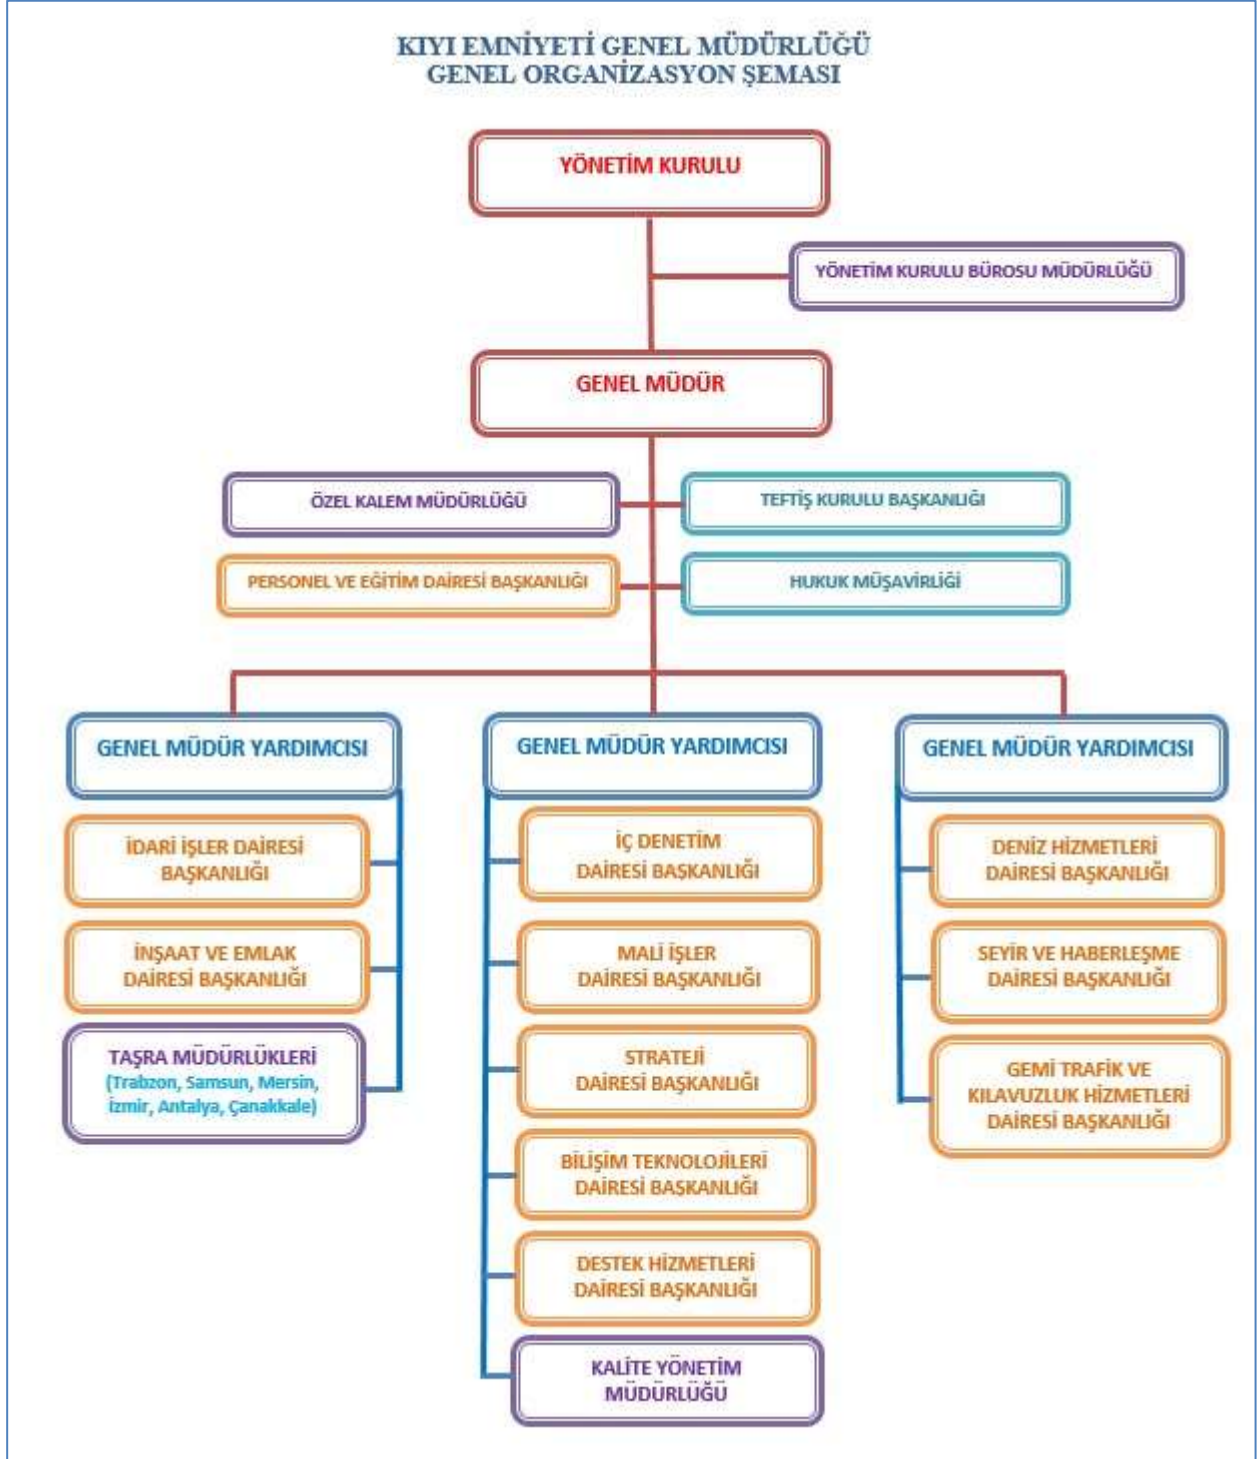 KIYI EMNİYETİ GENEL MÜDÜRLÜĞÜ
GENEL ORGANİZASYON ŞEMASI
YÖNETİM KURULU
YÖNETİM KURULU BÜROSU MÜDÜRLÜĞÜ
GENEL MÜDÜR
ÖZEL KALEM MÜDÜRLÜĞÜ
TEFTİŞ KURULU BAŞKANLIĞI
PERSONEL VE EĞİTİM DAİRESİ BAŞKANLIĞI
HUKUK MÜŞAVİRLİĞİ
GENEL MÜDÜR YARDIMCISI
İDARİ İŞLER DAİRESİ
BAŞKANLIĞI
İNŞAAT VE EMLAK
DAİRESİ BAŞKANLIĞI
TAŞRA MÜDÜRLÜKLERİ
(Trabzon, Samsun, Mersin,
İzmir, Antalya, Çanakkale)
GENEL MÜDÜR YARDIMCISI
İÇ DENETİM
DAİRESİ BAŞKANLIĞI
MALİ İŞLER
DAİRESİ BAŞKANLIĞI
STRATEJİ
DAİRESİ BAŞKANLIĞI
BİLİŞİM TEKNOLOJİLERİ
DAİRESİ BAŞKANLIĞI
DESTEK HİZMETLERİ
DAİRESİ BAŞKANLIĞI
KALİTE YÖNETİM
MÜDÜRLÜĞÜ
GENEL MÜDÜR YARDIMCISI
DENİZ HİZMETLERİ
DAİRESİ BAŞKANLIĞI
SEYİR VE HABERLEŞME
DAİRESİ BAŞKANLIĞI
GEMİ TRAFİK VE
KILAVUZLUK HİZMETLERİ
DAİRESİ BAŞKANLIĞI